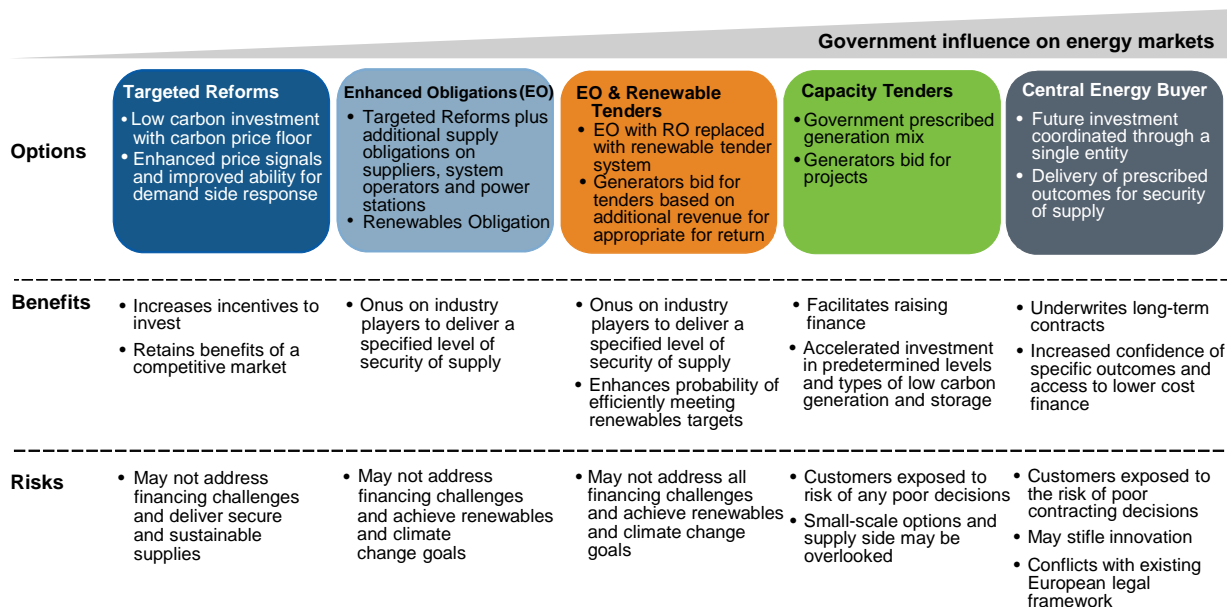 Government influence on energy markets
Options
Targeted Reforms
• Low carbon investment
with carbon price floor
• Enhanced price signals
and improved ability for
demand side response
Enhanced Obligations (EO)
• Targeted Reforms plus
additional supply
obligations on
suppliers, system
operators and power
stations
• Renewables Obligation
EO & Renewable
Tenders
• EO with RO replaced
with renewable tender
system
• Generators bid for
tenders based on
additional revenue for
appropriate for return
Capacity Tenders
• Government prescribed
generation mix
• Generators bid for
projects
Central Energy Buyer
• Future investment
coordinated through a
single entity
• Delivery of prescribed
outcomes for security
of supply
Benefits
• Increases incentives to
invest
• Retains benefits of a
competitive market
• Onus on industry
players to deliver a
specified level of
security of supply
• Onus on industry
players to deliver a
specified level of
security of supply
• Enhances probability of
efficiently meeting
renewables targets
• Facilitates raising
finance
• Accelerated investment
in predetermined levels
and types of low carbon
generation and storage
• Underwrites long-term
contracts
• Increased confidence of
specific outcomes and
access to lower cost
finance
Risks
• May not address
financing challenges
and deliver secure
and sustainable
supplies
• May not address
financing challenges
and achieve renewables
and climate
change goals
• May not address all
financing challenges
and achieve renewables
and climate change
goals
• Customers exposed to
risk of any poor decisions
• Small-scale options and
supply side may be
overlooked
• Customers exposed to
the risk of poor
contracting decisions
• May stifle innovation
• Conflicts with existing
European legal
framework